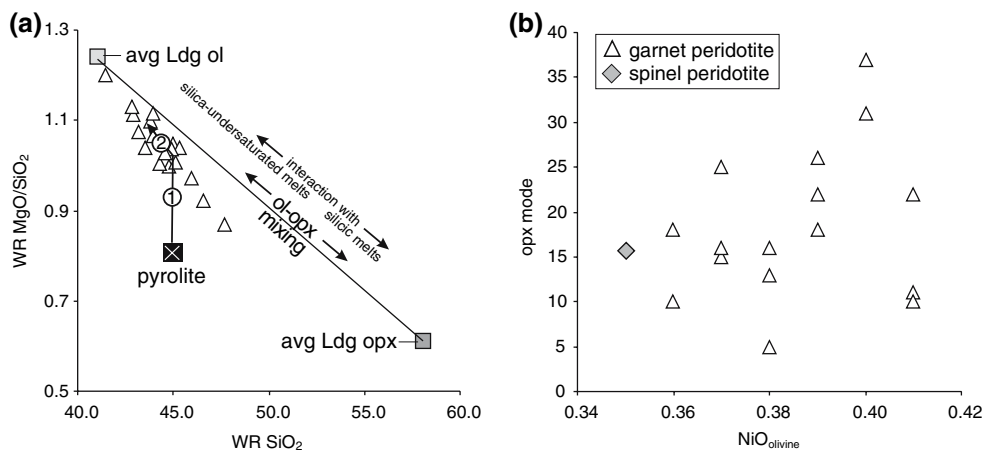 (a)
1.3
1.1
0.9
0.7
0.5
WR MgO/SiO₂
avg Ldg ol
silica-undersaturated melts
interaction with
silicic melts
ol-opx
mixing
2
1
pyrolite
avg Ldg opx
40.0 45.0 50.0 55.0 60.0
WR SiO₂
(b)
40
35
30
25
20
15
10
5
0
opx mode
garnet peridotite
spinel peridotite
0.34 0.36 0.38 0.40 0.42
NiOolivine